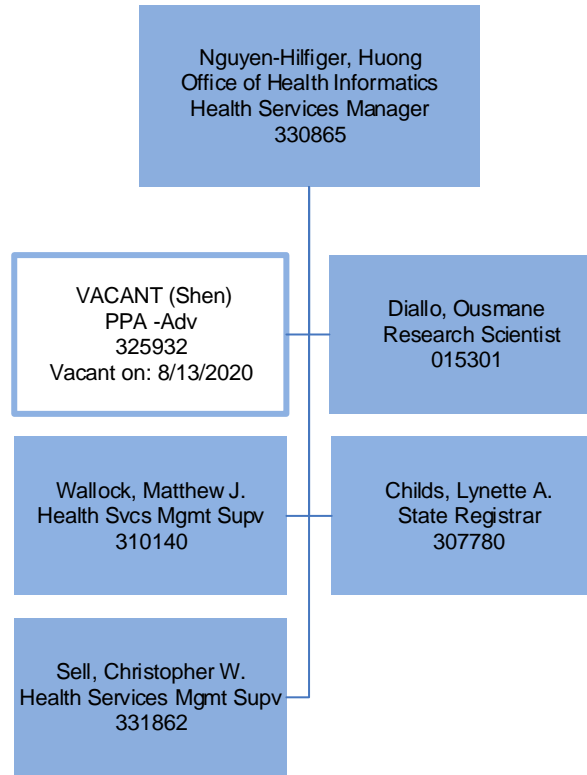 Nguyen-Hilfiger, Huong
Office of Health Informatics
Health Services Manager
330865
VACANT (Shen)
PPA -Adv
325932
Vacant on: 8/13/2020
Diallo, Ousmane
Research Scientist
015301
Wallock, Matthew J.
Health Svcs Mgmt Supv
310140
Childs, Lynette A.
State Registrar
307780
Sell, Christopher W.
Health Services Mgmt Supv
331862